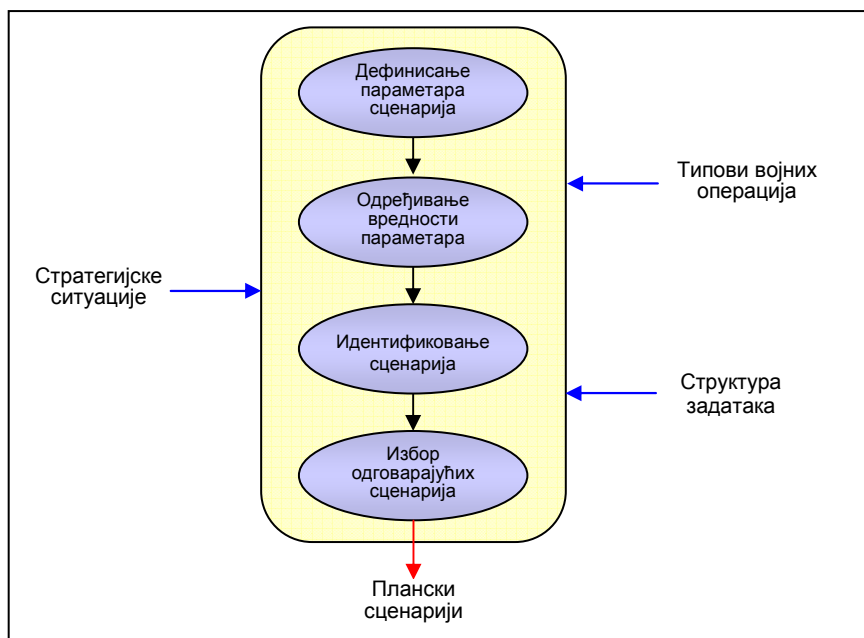 Дефинисање
параметара
сценарија
Типови војних
операција
Одређивање
вредности
параметара
Стратегијске
ситуације
Идентификовање
сценарија
Структура
задатака
Избор
одговарајућих
сценарија
Плански
сценарији